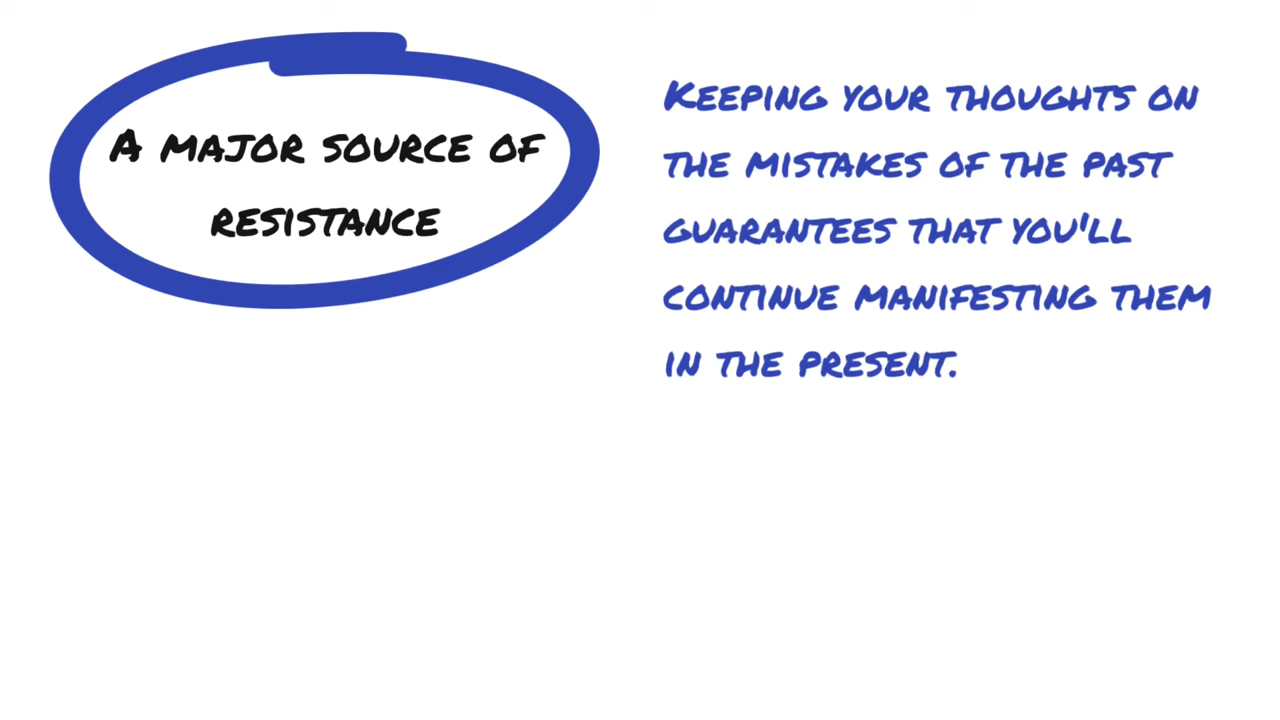 A major source of
resistance
Keeping your thoughts on
the mistakes of the past
guarantees that you'll
continue manifesting them
in the present.